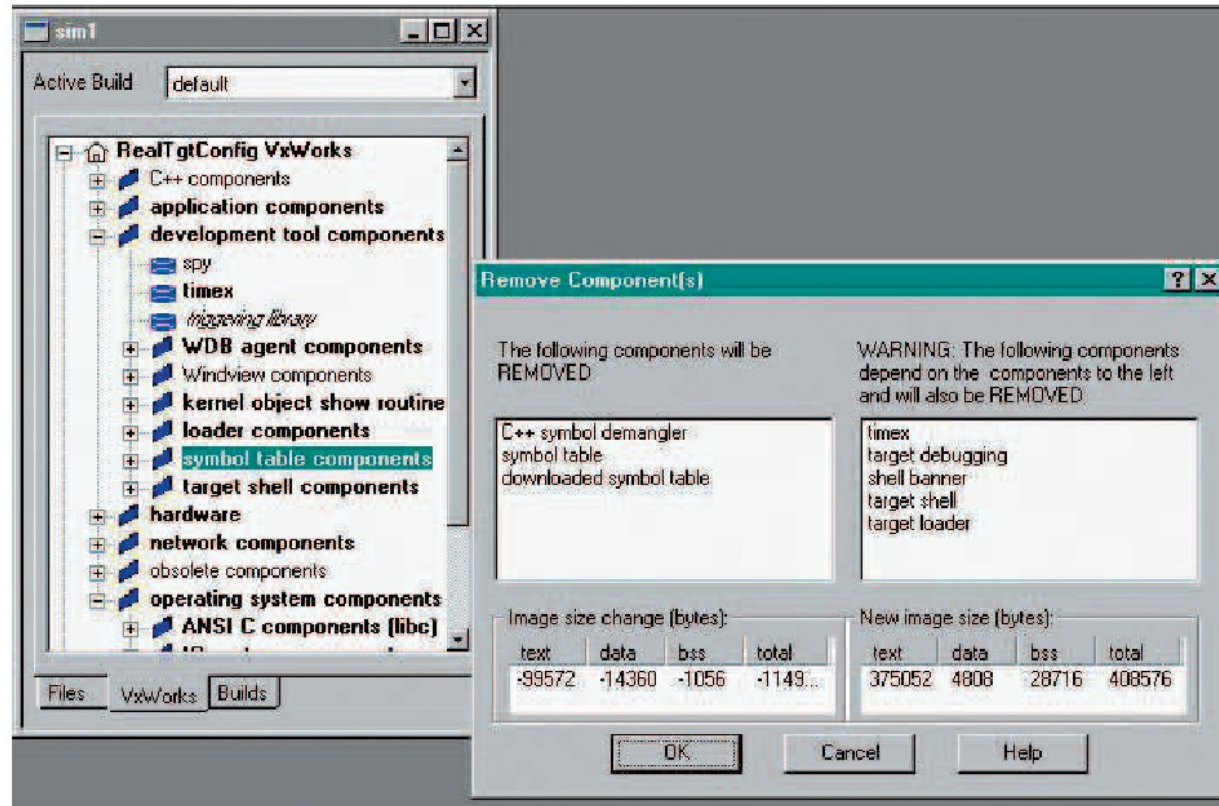 sim1
Active Build default
RealTgtConfig VxWorks
C++ components
application components
development tool components
spy
timex
triggering library
WDB agent components
Windview components
kernel object show routine
loader components
symbol table components
target shell components
hardware
network components
obsolete components
operating system components
ANSI C components (libc)
Files VxWorks Builds
Remove Component(s)
The following components will be
REMOVED
C++ symbol demangler
symbol table
downloaded symbol table
WARNING: The following components
depend on the components to the left
and will also be REMOVED
timex
target debugging
shell banner
target shell
target loader
Image size change (bytes):
text data bss total
-99572 -14360 -1056 -1149...
New image size (bytes):
text data bss total
375052 4808 28716 408576
OK Cancel Help